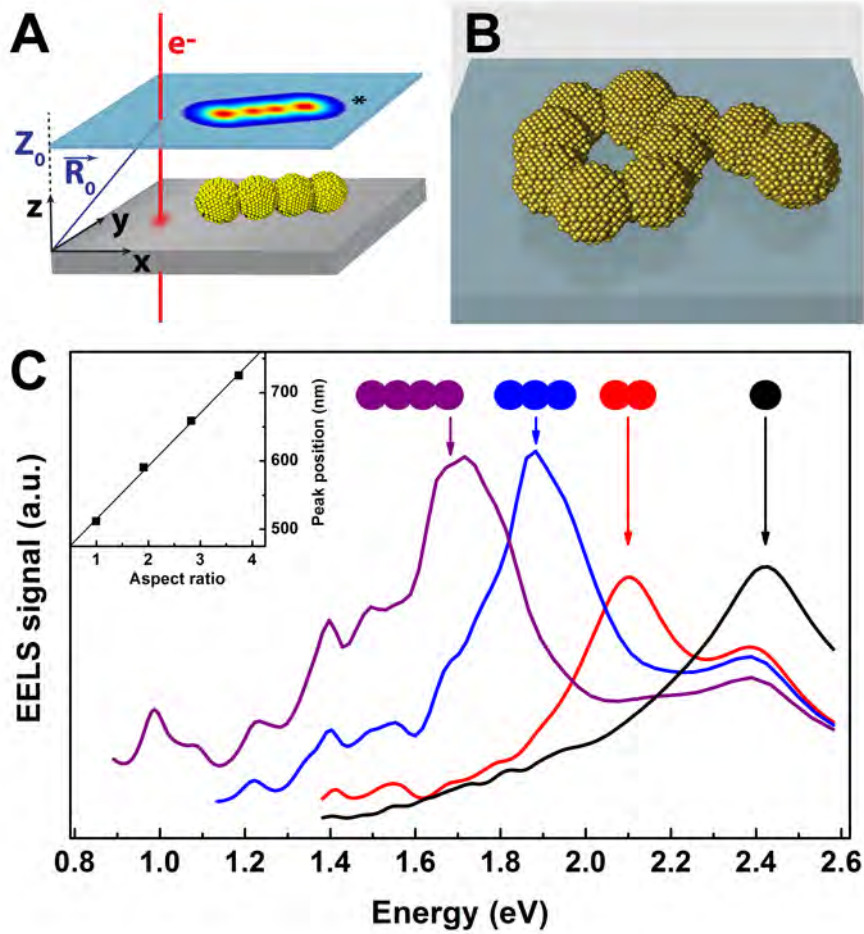 A
e-
*
Z0
R0
z
y
x
B
C
700
600
500
Peak position (nm)
1 2 3 4
Aspect ratio
EELS signal (a.u.)
0.8 1.0 1.2 1.4 1.6 1.8 2.0 2.2 2.4 2.6
Energy (eV)